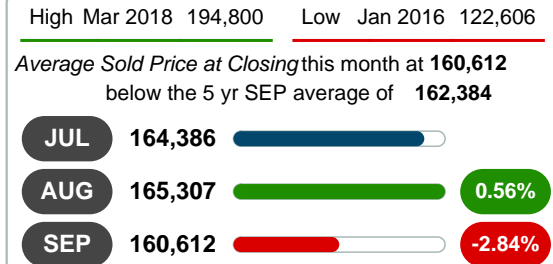 High Mar 2018 194,800 Low Jan 2016 122,606
Average Sold Price at Closing this month at 160,612
below the 5 yr SEP average of 162,384
JUL 164,386
AUG 165,307 0.56%
SEP 160,612 -2.84%